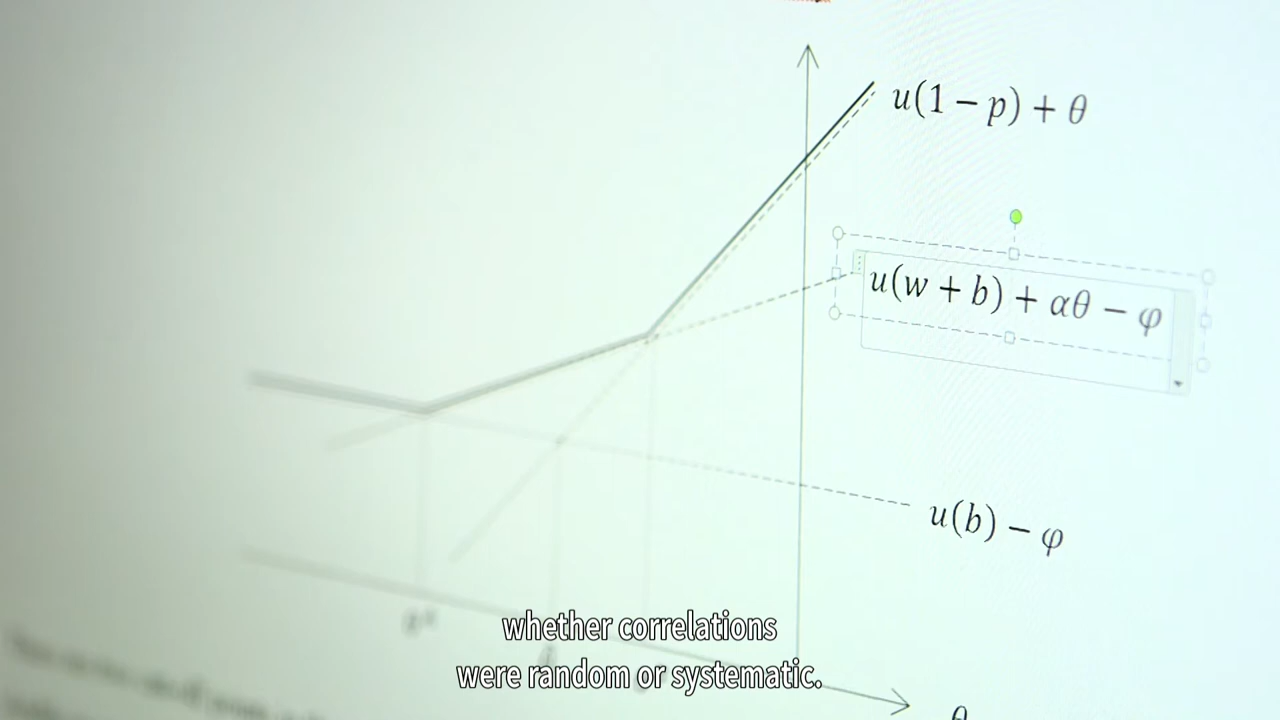 u(1 − p) + θ
u(w + b) + αθ − φ
u(b) − φ
whether correlations
were random or systematic.
θ